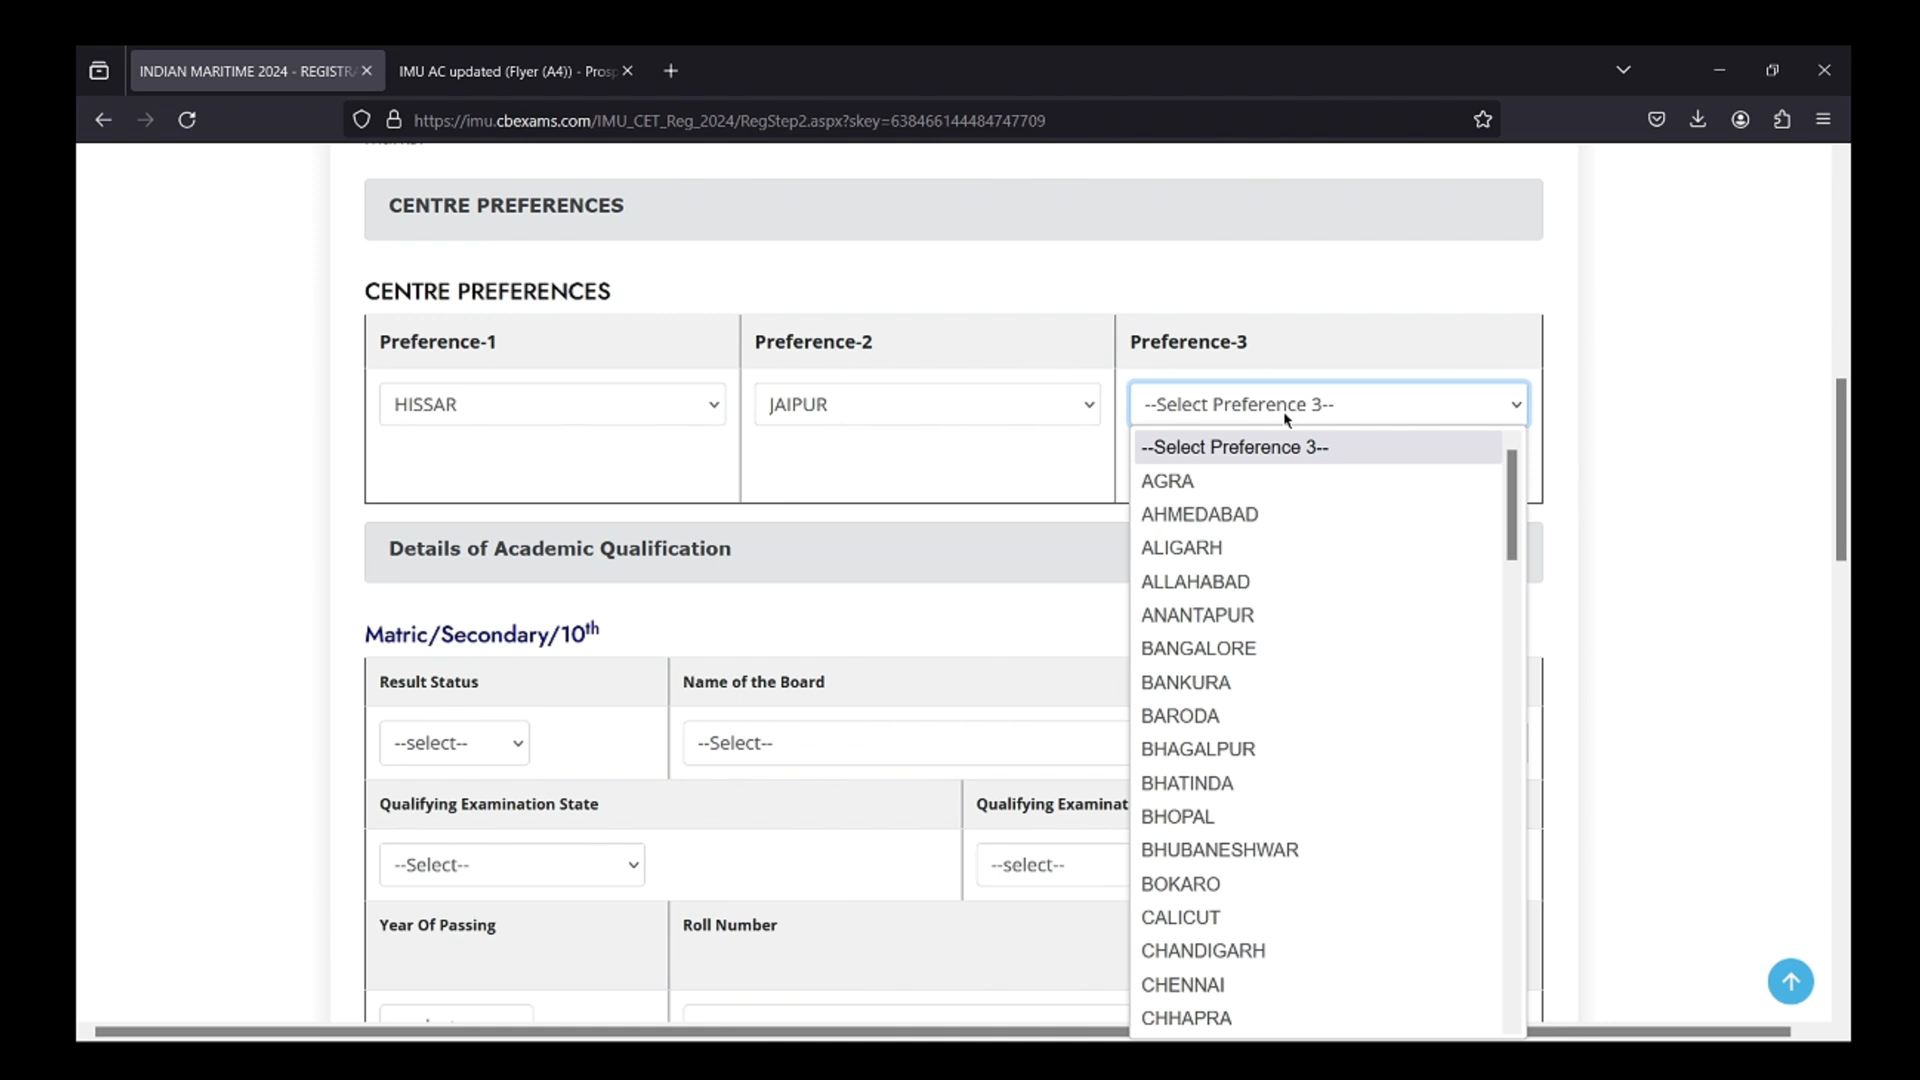 INDIAN MARITIME 2024 - REGISTR
IMU AC updated (Flyer (A4)) - Prosp
https://imu.cbexams.com/IMU_CET_Reg_2024/RegStep2.aspx?skey=638466144484747709
CENTRE PREFERENCES
CENTRE PREFERENCES
Preference-1 Preference-2 Preference-3
HISSAR JAIPUR --Select Preference 3--
--Select Preference 3--
AGRA
AHMEDABAD
ALIGARH
ALLAHABAD
ANANTAPUR
BANGALORE
BANKURA
BARODA
BHAGALPUR
BHATINDA
BHOPAL
BHUBANESHWAR
BOKARO
CALICUT
CHANDIGARH
CHENNAI
CHHAPRA
Details of Academic Qualification
Matric/Secondary/10th
Result Status Name of the Board
--select-- --Select--
Qualifying Examination State Qualifying Examinat
--Select-- --select--
Year Of Passing Roll Number